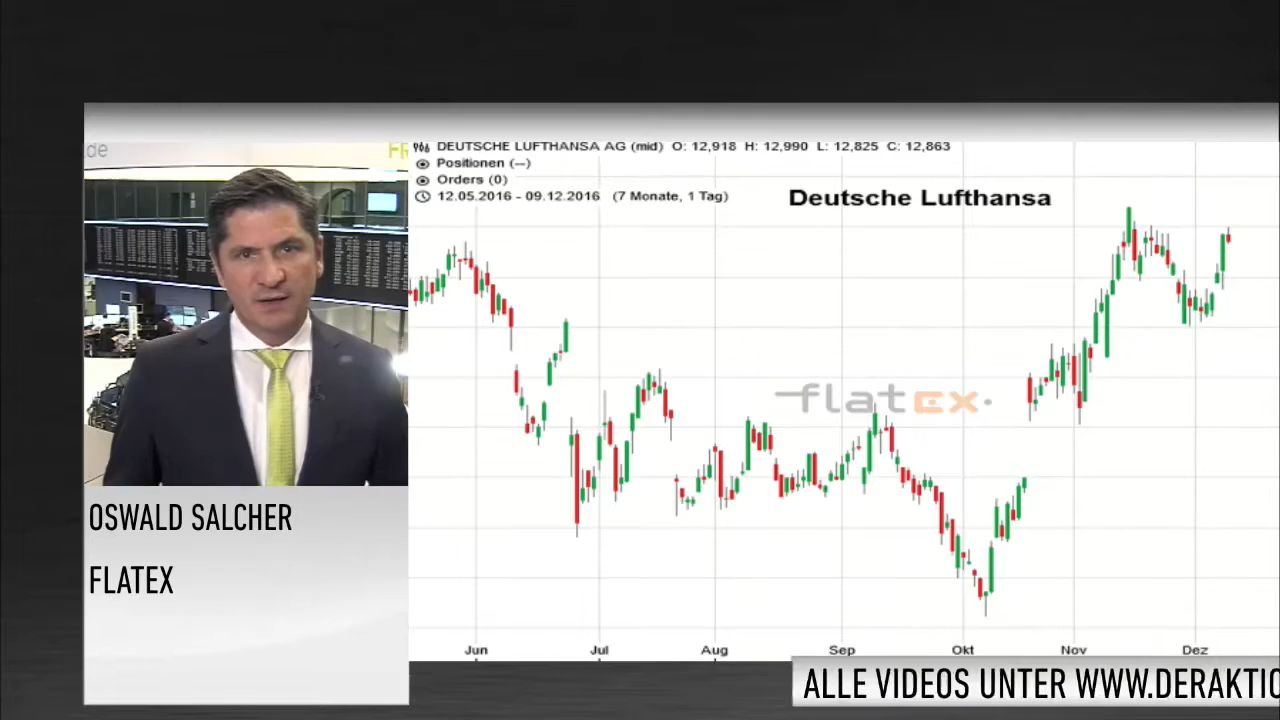 de
FR
DEUTSCHE LUFTHANSA AG (mid) O: 12,918 H: 12,990 L: 12,825 C: 12,863
Positionen (--)
Orders (0)
12.05.2016 - 09.12.2016 (7 Monate, 1 Tag)
Deutsche Lufthansa
flatex
OSWALD SALCHER
FLATEX
Jun Jul Aug Sep Okt Nov Dez
ALLE VIDEOS UNTER WWW.DERAKTIO